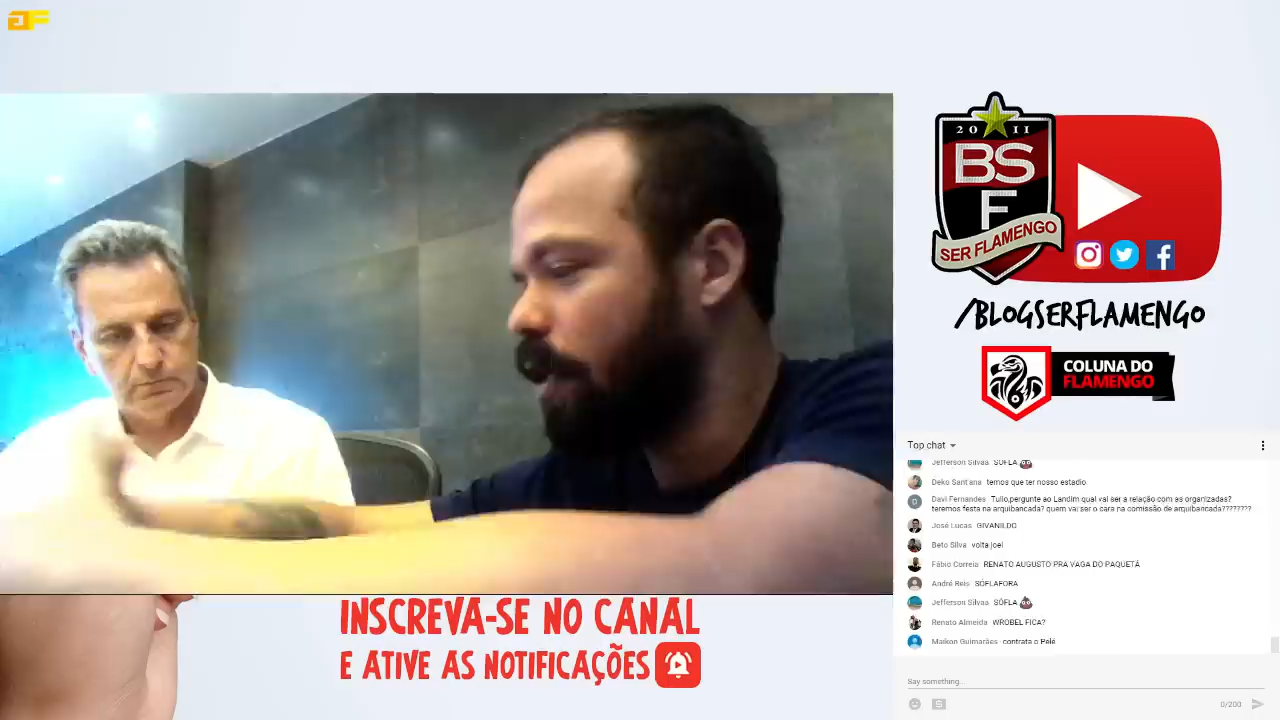 GF
2011
BS
F
SER FLAMENGO
/BLOGSERFLAMENGO
COLUNA DO
FLAMENGO
Top chat
Jefferson Silvaa SÓFLA
Deko Sant'ana temos que ter nosso estadio
Davi Fernandes Tulio,pergunte ao Landim qual vai ser a relação com as organizadas?
teremos festa na arquibancada? quem vai ser o cara na comissão de arquibancada????????
José Lucas GIVANILDO
Beto Silva volta joel
Fábio Correia RENATO AUGUSTO PRA VAGA DO PAQUETÁ
André Reis SÓFLAFORA
Jefferson Silvaa SÓFLA
Renato Almeida WROBEL FICA?
Maikon Guimarães contrata o Pelé
Say something...
0/200
INSCREVA-SE NO CANAL
E ATIVE AS NOTIFICAÇÕES